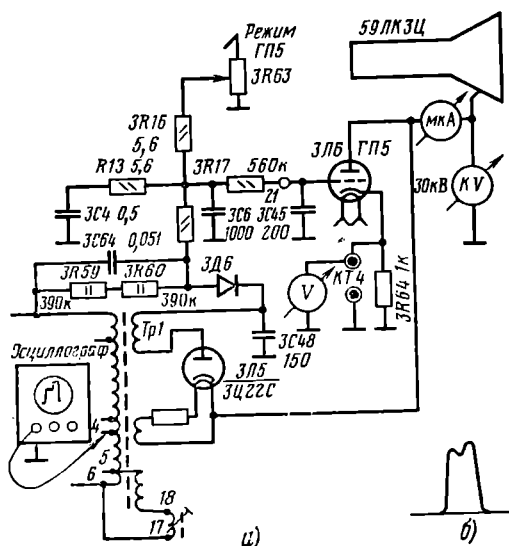 59ЛК3Ц
Режим
ГП5
3R63
3R16
5,6
мкА
R13 5,6
3R17
560к
3Л6
ГП5
21
30кВ
KV
3С4 0,5
3С6
1000
3С45
200
3С64
0,051
КТ4
V
3R64 1к
3R59
3R60
3Д6
390к
390к
Тр1
3С48
150
Осциллограф
3Л5
3Ц22С
4
5
6
18
17
а)
б)